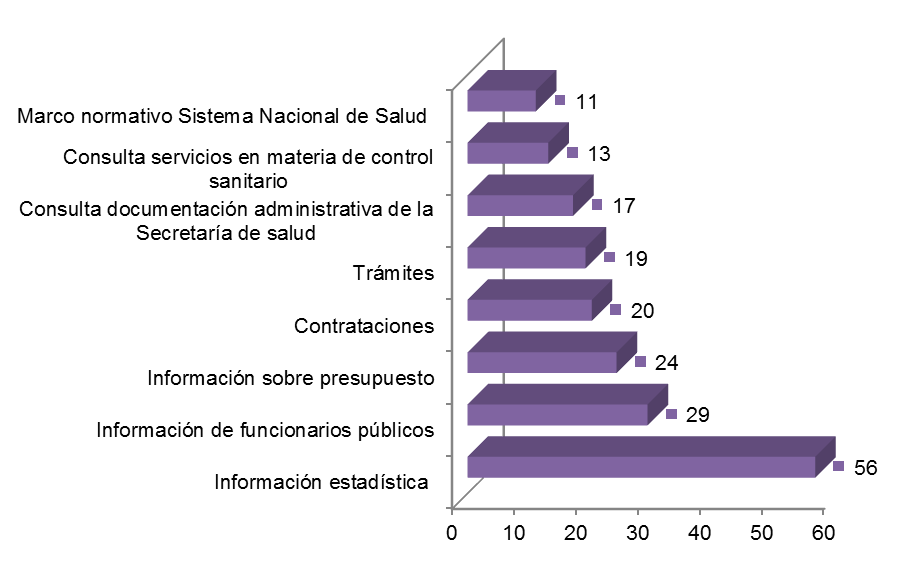 11
Marco normativo Sistema Nacional de Salud
13
Consulta servicios en materia de control
sanitario
17
Consulta documentación administrativa de la
Secretaría de salud
19
Trámites
20
Contrataciones
24
Información sobre presupuesto
29
Información de funcionarios públicos
56
Información estadística
0 10 20 30 40 50 60